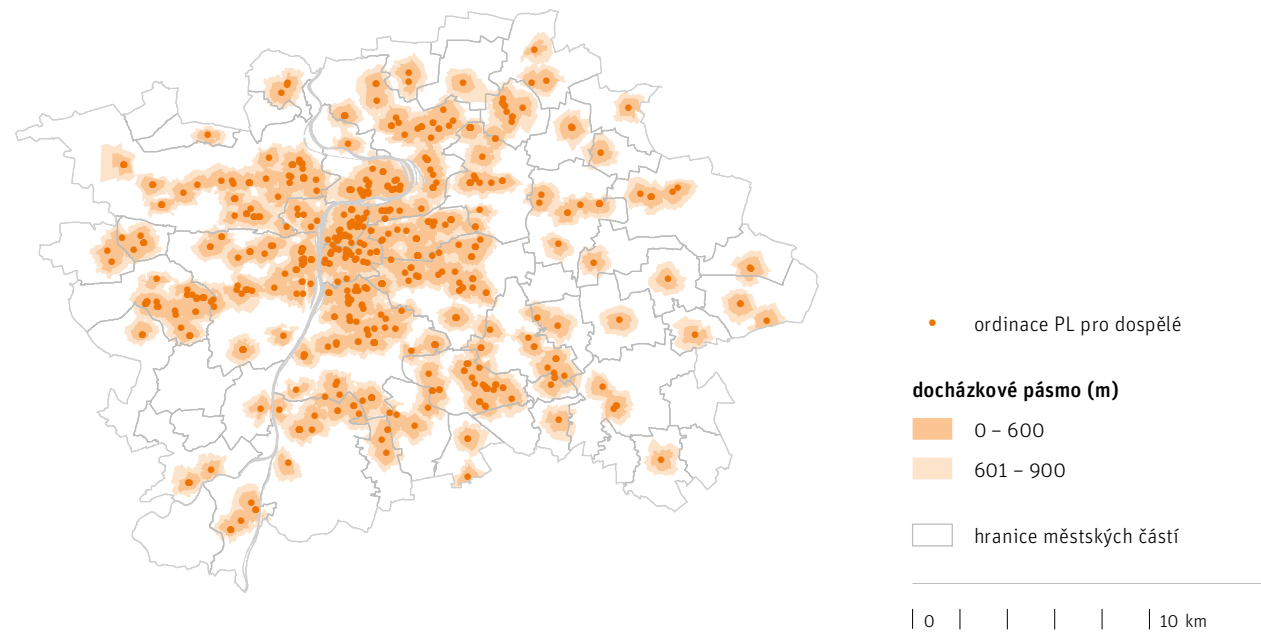 ordinace PL pro dospělé
docházkové pásmo (m)
0 – 600
601 – 900
hranice městských částí
0 10 km